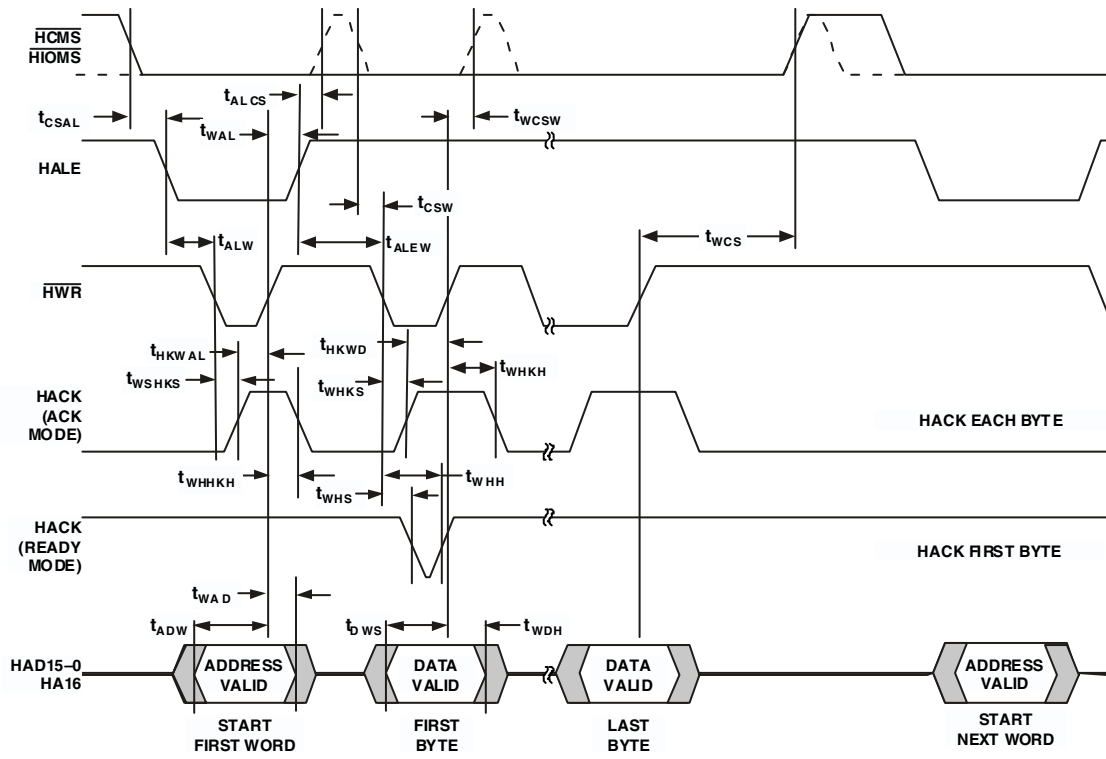 HCMS
HIOMS
tALCS
tCSAL
tWAL
tWCSW
HALE
tCSW
tALW
tALEW
tWCS
HWR
tHKWAL
tHKWD
tWHKH
tWSHKS
tWHKS
HACK
(ACK
MODE)
HACK EACH BYTE
tWHHKH
tWHS
tWHH
HACK
(READY
MODE)
HACK FIRST BYTE
tWAD
tADW
tDWS
tWDH
HAD15–0
HA16
ADDRESS
VALID
DATA
VALID
DATA
VALID
ADDRESS
VALID
START
FIRST WORD
FIRST
BYTE
LAST
BYTE
START
NEXT WORD